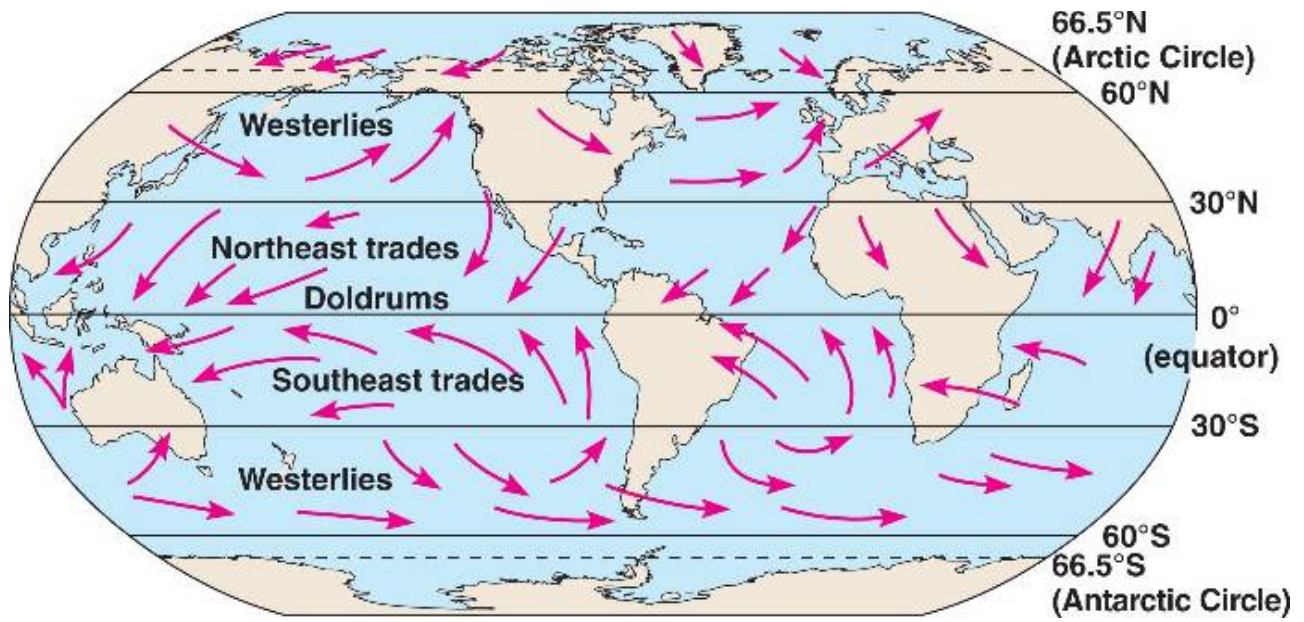 66.5°N
(Arctic Circle)
60°N
Westerlies
30°N
Northeast trades
Doldrums
0°
(equator)
Southeast trades
30°S
Westerlies
60°S
66.5°S
(Antarctic Circle)